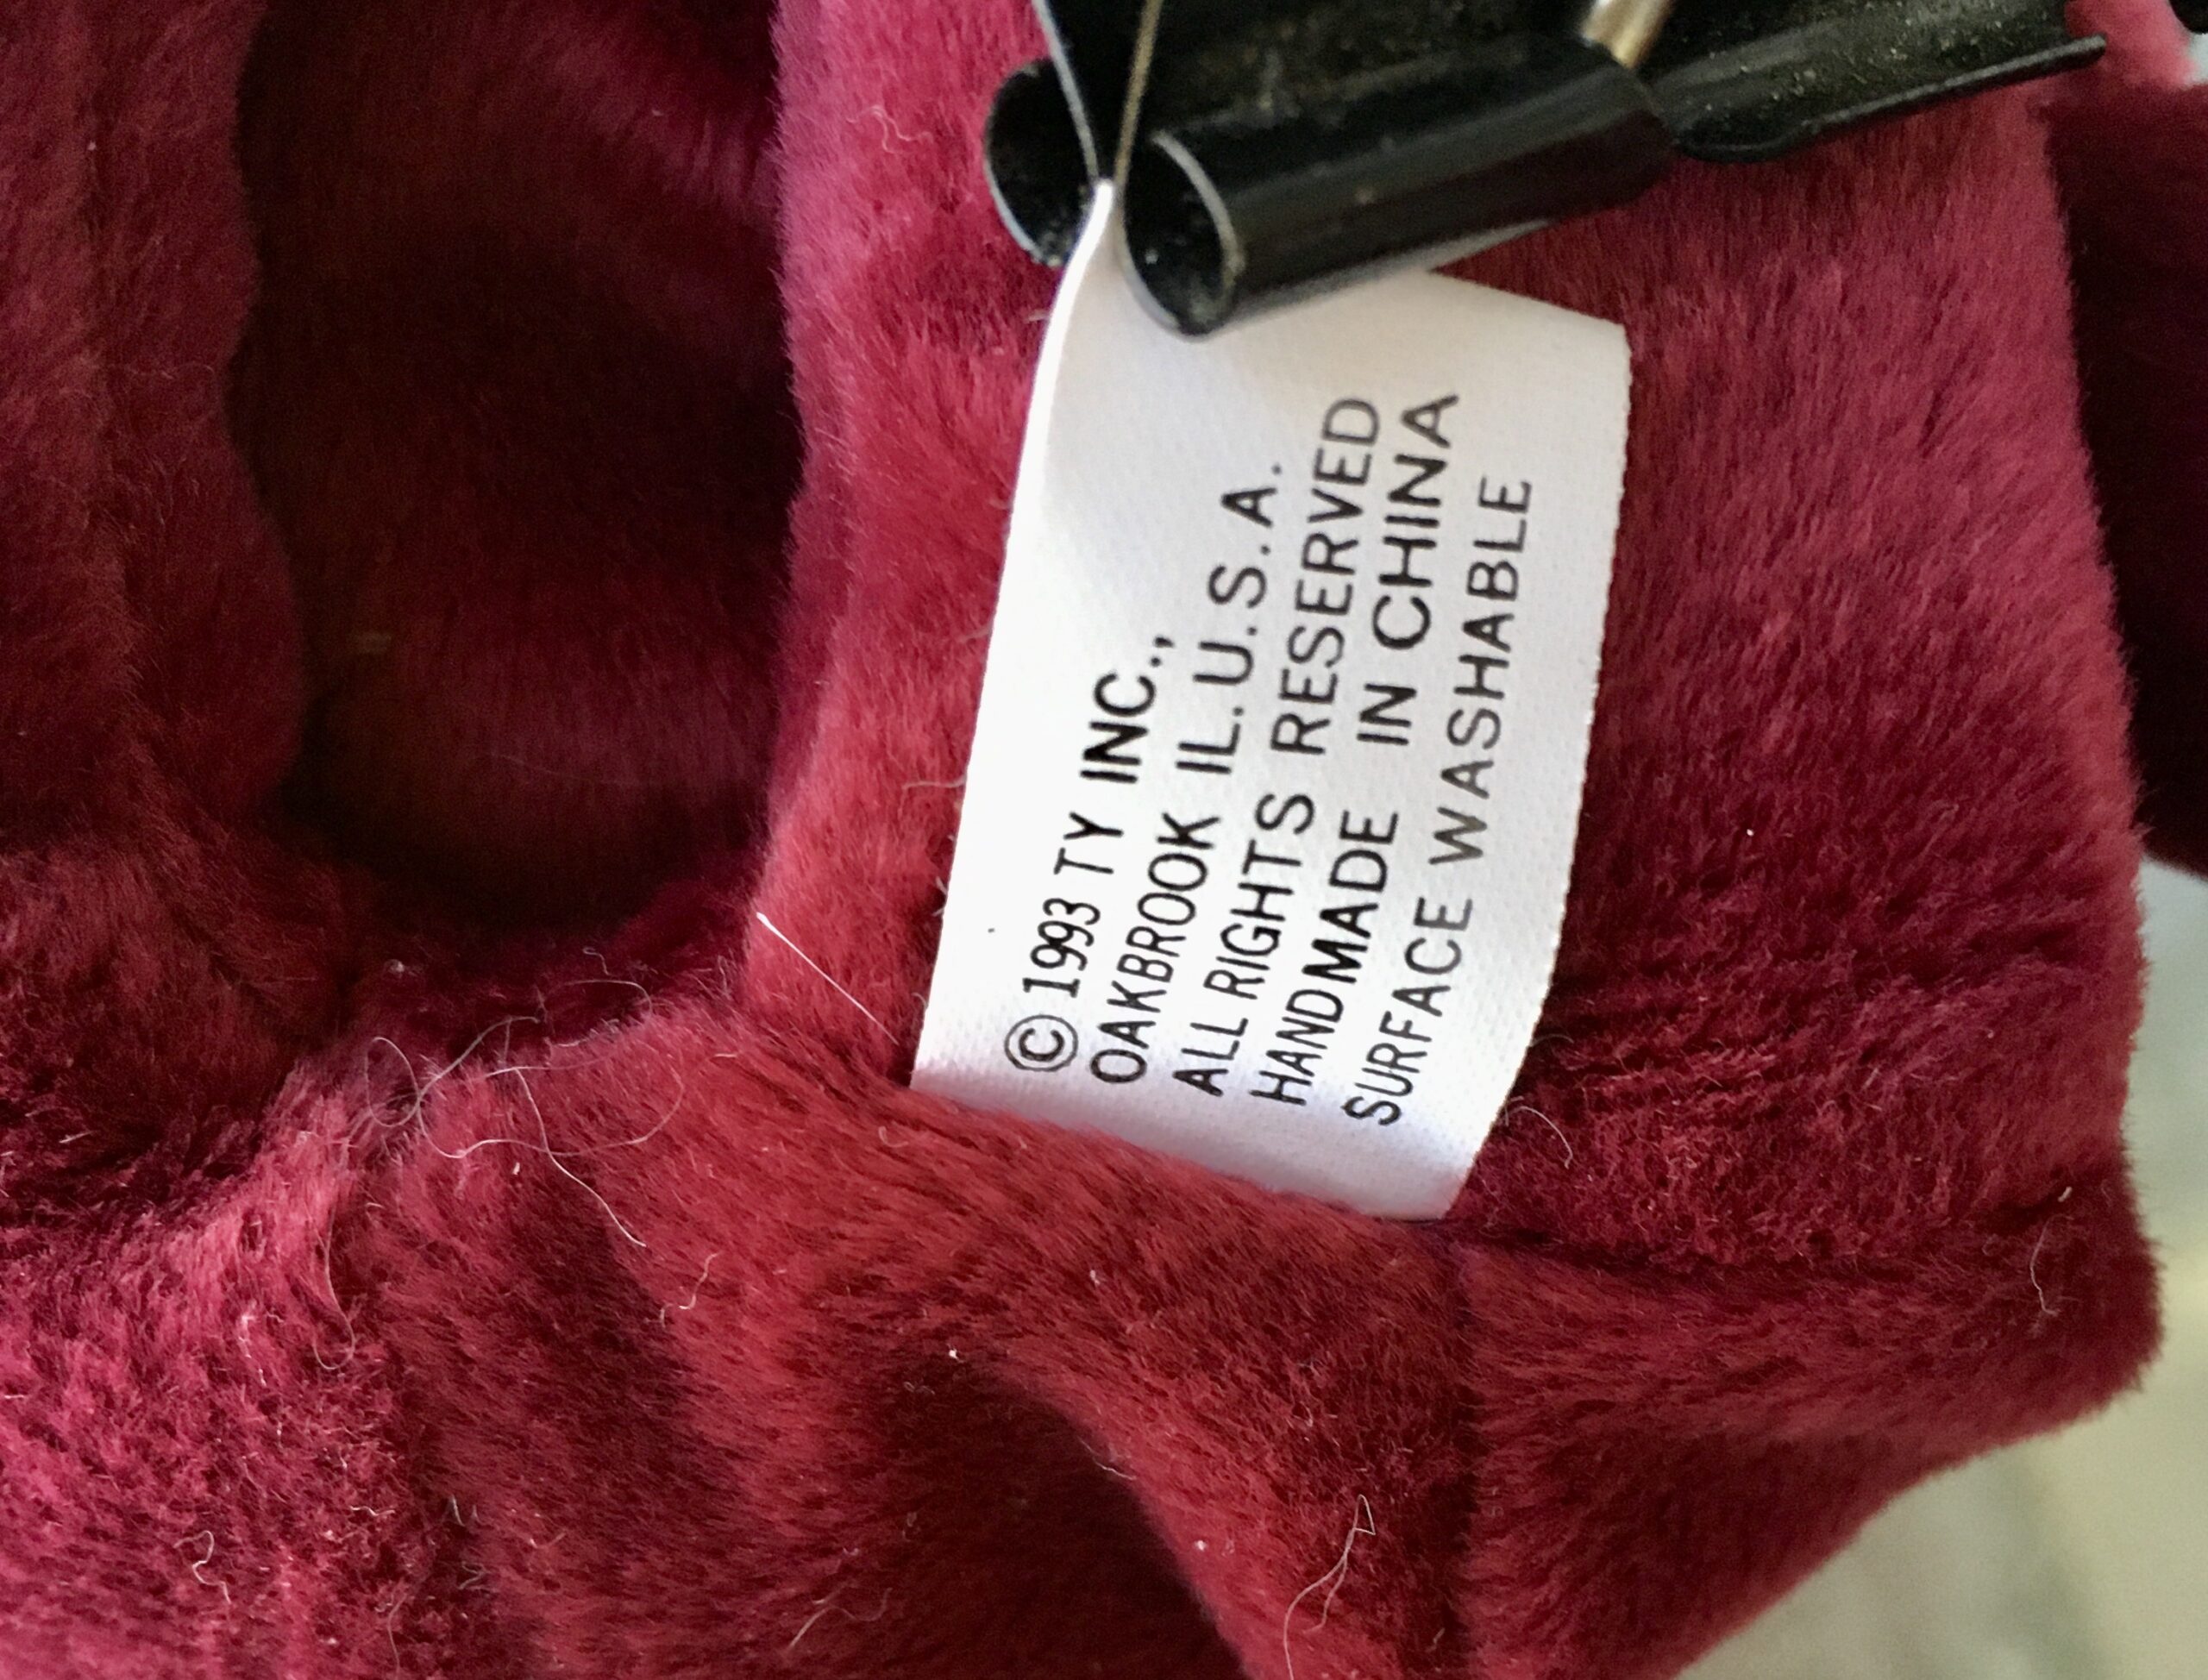 © 1993 TY INC.,
OAKBROOK IL. U.S.A.
ALL RIGHTS RESERVED
HANDMADE IN CHINA
SURFACE WASHABLE